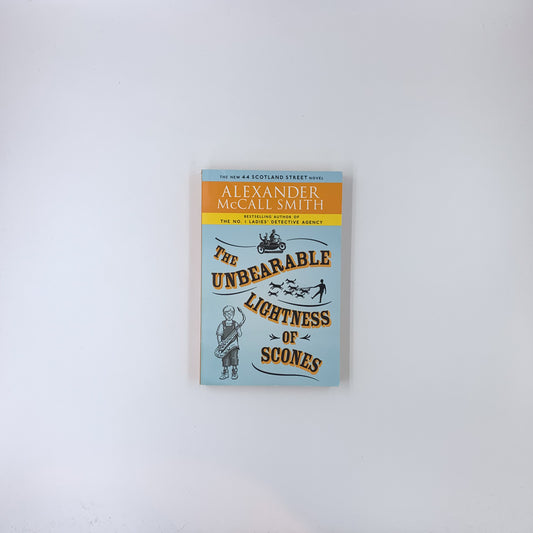 THE NEW 44 SCOTLAND STREET NOVEL
ALEXANDER
McCALL SMITH
BESTSELLING AUTHOR OF
THE NO. 1 LADIES' DETECTIVE AGENCY
THE
UNBEARABLE
LIGHTNESS
OF
SCONES